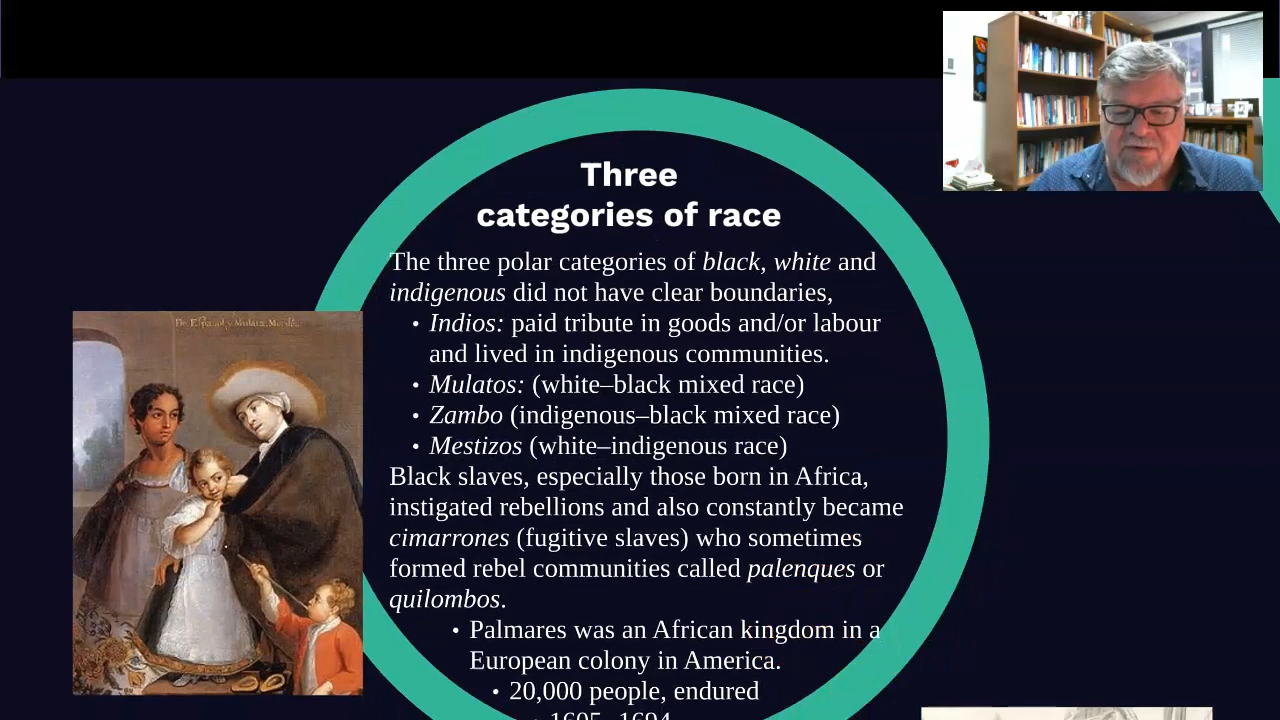 Three
categories of race
The three polar categories of black, white and
indigenous did not have clear boundaries,
• Indios: paid tribute in goods and/or labour
and lived in indigenous communities.
• Mulatos: (white–black mixed race)
• Zambo (indigenous–black mixed race)
• Mestizos (white–indigenous race)
Black slaves, especially those born in Africa,
instigated rebellions and also constantly became
cimarrones (fugitive slaves) who sometimes
formed rebel communities called palenques or
quilombos.
• Palmares was an African kingdom in a
European colony in America.
• 20,000 people, endured
• 1605–1694